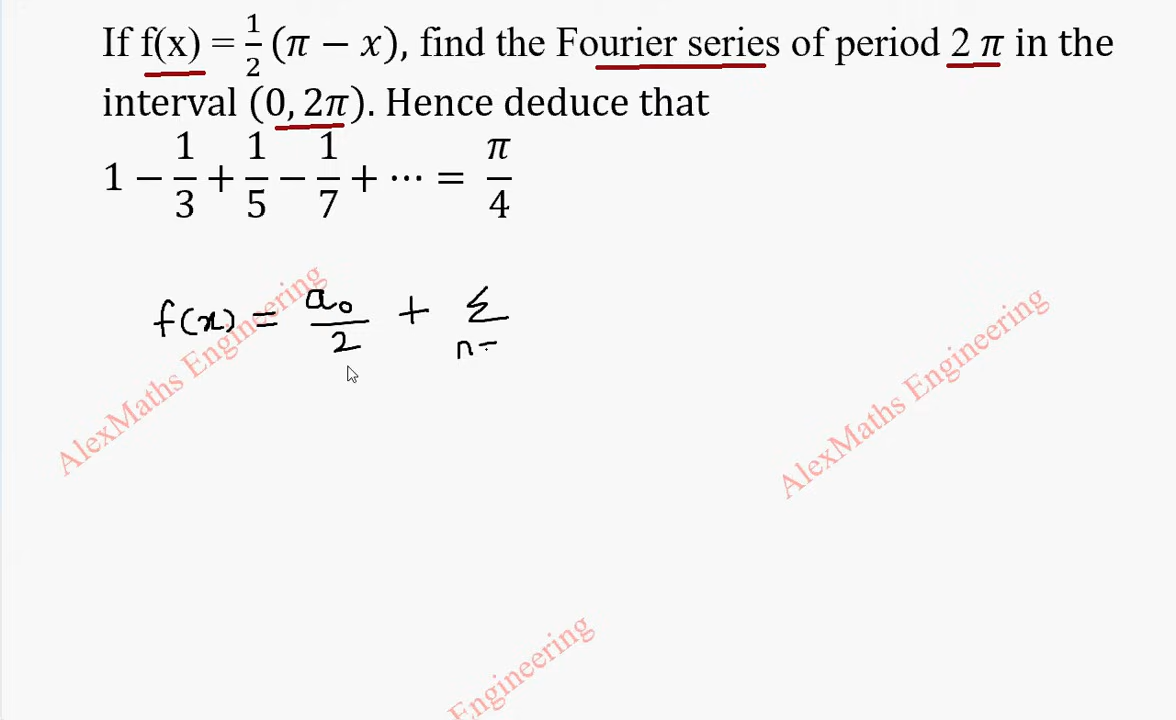 If f(x) = 1/2 (π − x), find the Fourier series of period 2 π in the
interval (0, 2π). Hence deduce that
1 − 1/3 + 1/5 − 1/7 + ⋯ = π/4
f(x) = a₀/2 + Σ n=
AlexMaths Engineering
AlexMaths Engineering
Engineering